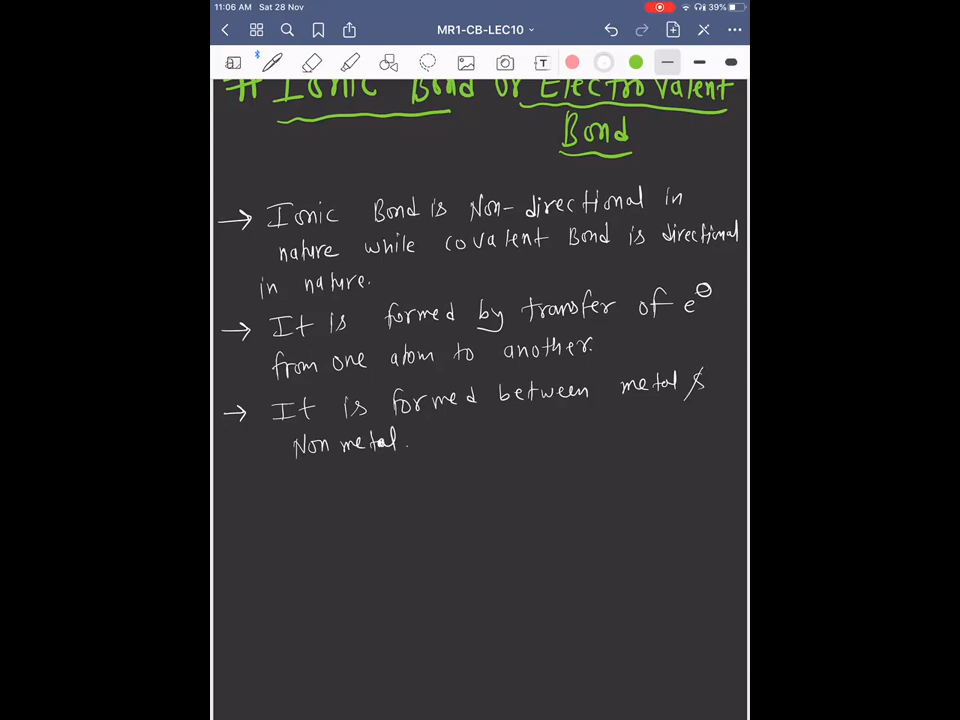 11:06 AM Sat 28 Nov
39%
MR1-CB-LEC10
T
# Ionic Bond or Electrovalent
Bond
→ Ionic Bond is Non-directional in
nature while covalent Bond is directional
in nature.
→ It is formed by transfer of e⊖
from one atom to another.
→ It is formed between metal &
Non metal.